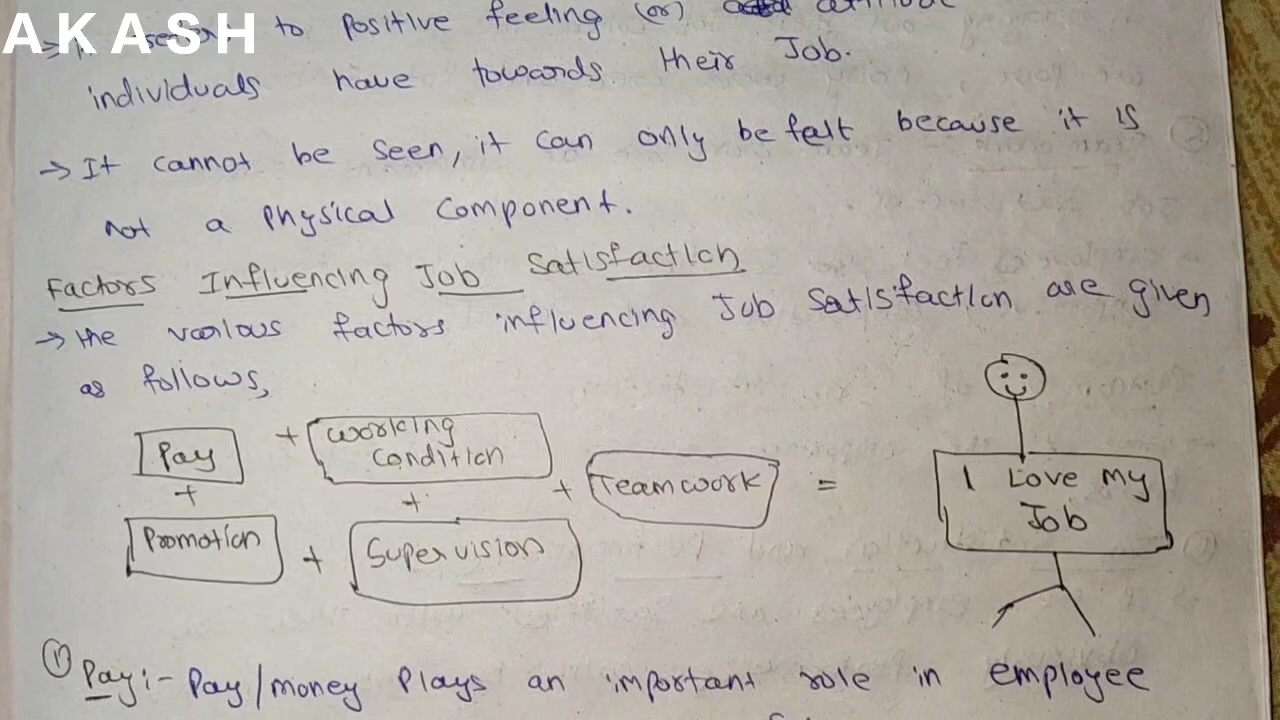 AKASH
to positive feeling (or)
individuals have towards their Job.
→ It cannot be seen, it can only be felt because it is
not a physical component.
Factors Influencing Job Satisfaction
→ the various factors influencing Job satisfaction are given
as follows,
Pay + Working Condition + Teamwork = I Love my Job
+ +
Promotion + Supervision
① Pay :- Pay/money plays an important role in employee